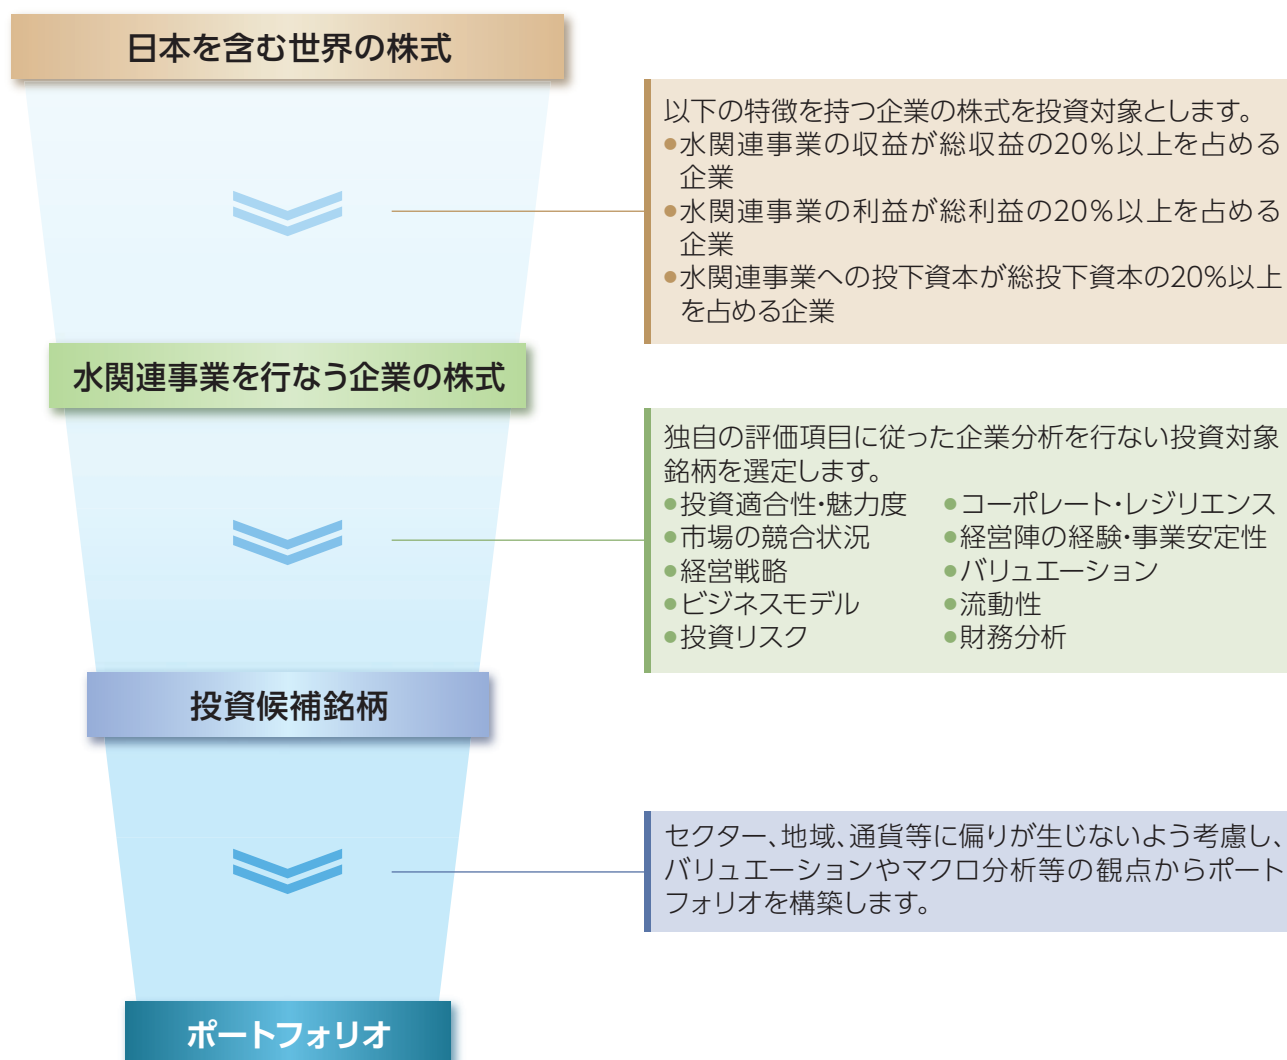 日本を含む世界の株式
以下の特徴を持つ企業の株式を投資対象とします。
●水関連事業の収益が総収益の20％以上を占める
企業
●水関連事業の利益が総利益の20％以上を占める
企業
●水関連事業への投下資本が総投下資本の20%以上
を占める企業
水関連事業を行なう企業の株式
独自の評価項目に従った企業分析を行ない投資対象
銘柄を選定します。
●投資適合性・魅力度 ●コーポレート・レジリエンス
●市場の競合状況 ●経営陣の経験・事業安定性
●経営戦略 ●バリュエーション
●ビジネスモデル ●流動性
●投資リスク ●財務分析
投資候補銘柄
セクター、地域、通貨等に偏りが生じないよう考慮し、
バリュエーションやマクロ分析等の観点からポート
フォリオを構築します。
ポートフォリオ